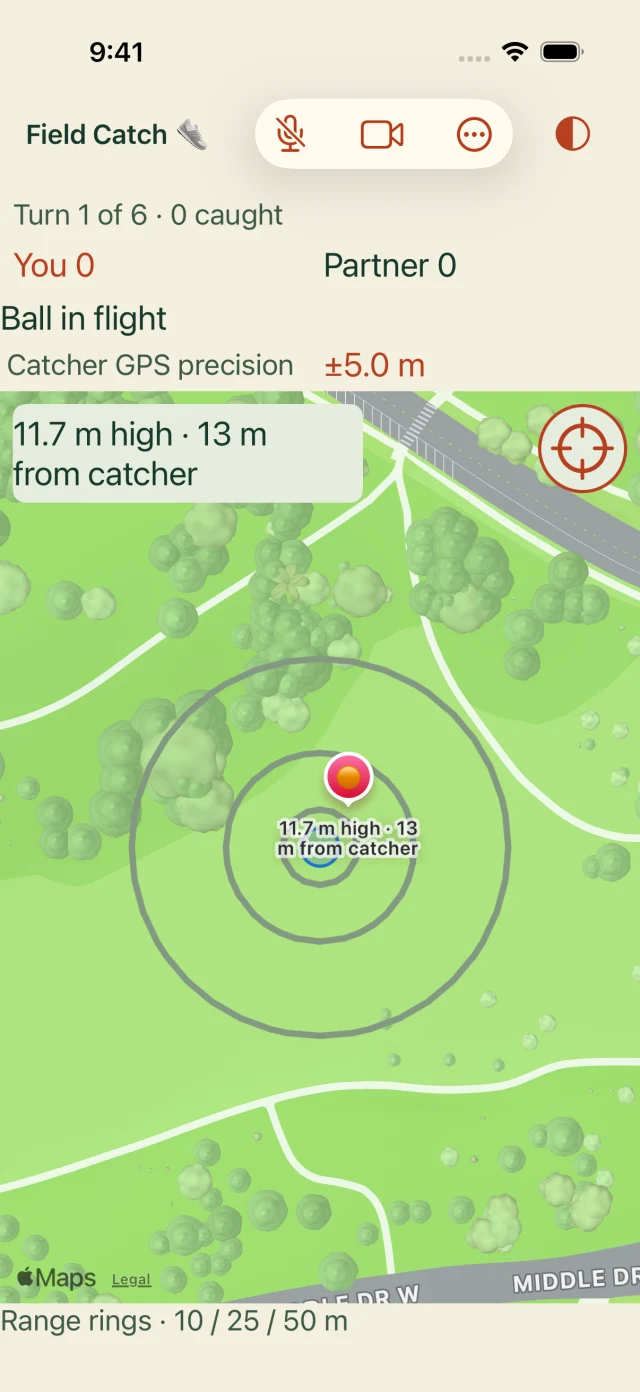 9:41
Field Catch
Turn 1 of 6 · 0 caught
You 0
Partner 0
Ball in flight
Catcher GPS precision
±5.0 m
11.7 m high · 13 m
from catcher
11.7 m high · 13
m from catcher
Maps
Legal
DR W
MIDDLE DR
Range rings · 10 / 25 / 50 m